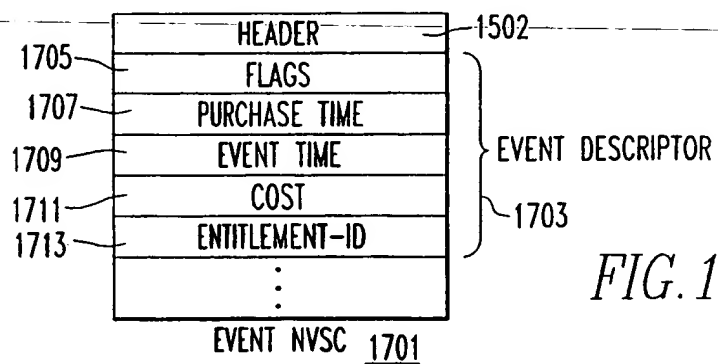 HEADER 1502
1705 FLAGS
1707 PURCHASE TIME
1709 EVENT TIME EVENT DESCRIPTOR
1711 COST 1703
1713 ENTITLEMENT-ID
FIG. 1
EVENT NVSC 1701